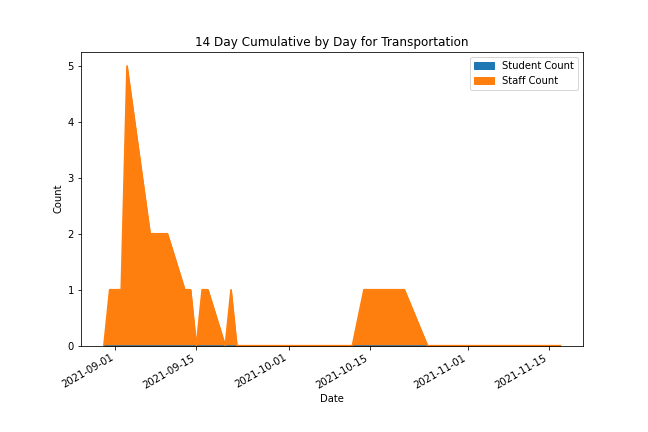 14 Day Cumulative by Day for Transportation
Student Count
Staff Count
5
4
3
2
1
0
Count
2021-09-01
2021-09-15
2021-10-01
2021-10-15
2021-11-01
2021-11-15
Date